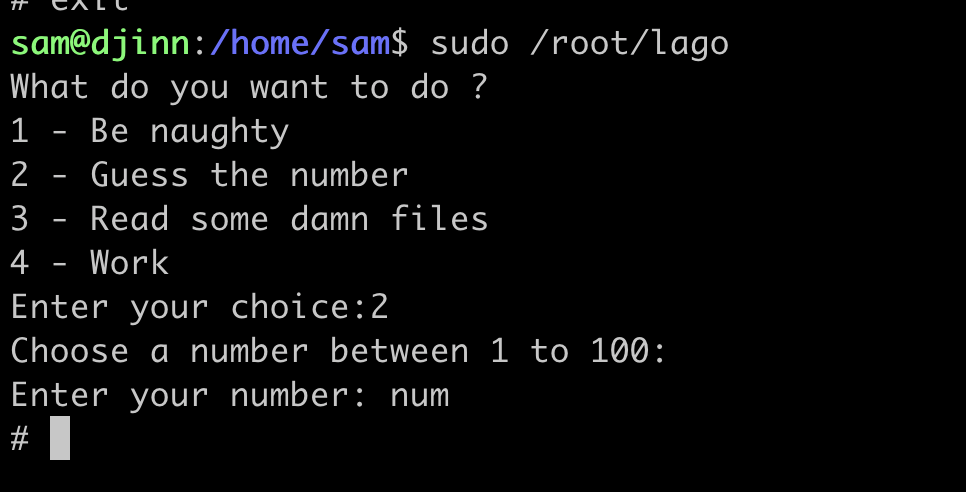 # exit
sam@djinn:/home/sam$ sudo /root/lago
What do you want to do ?
1 - Be naughty
2 - Guess the number
3 - Read some damn files
4 - Work
Enter your choice:2
Choose a number between 1 to 100:
Enter your number: num
#